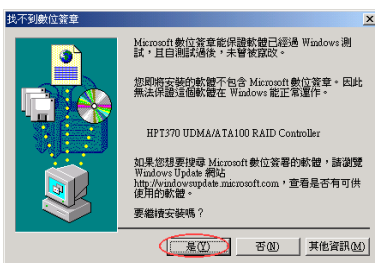 找不到數位簽章
Microsoft 數位簽章能保證軟體已經過 Windows 測
試，且自測試過後，未曾被竄改。
您即將安裝的軟體不包含 Microsoft 數位簽章。因此
無法保證這個軟體在 Windows 能正常運作。
HPT370 UDMA/ATA100 RAID Controller
如果您想要搜尋 Microsoft 數位簽署的軟體，請瀏覽
Windows Update 網站
http://windowsupdate.microsoft.com，查看是否有可供
使用的軟體。
要繼續安裝嗎？
是(Y) 否(N) 其他資訊(M)